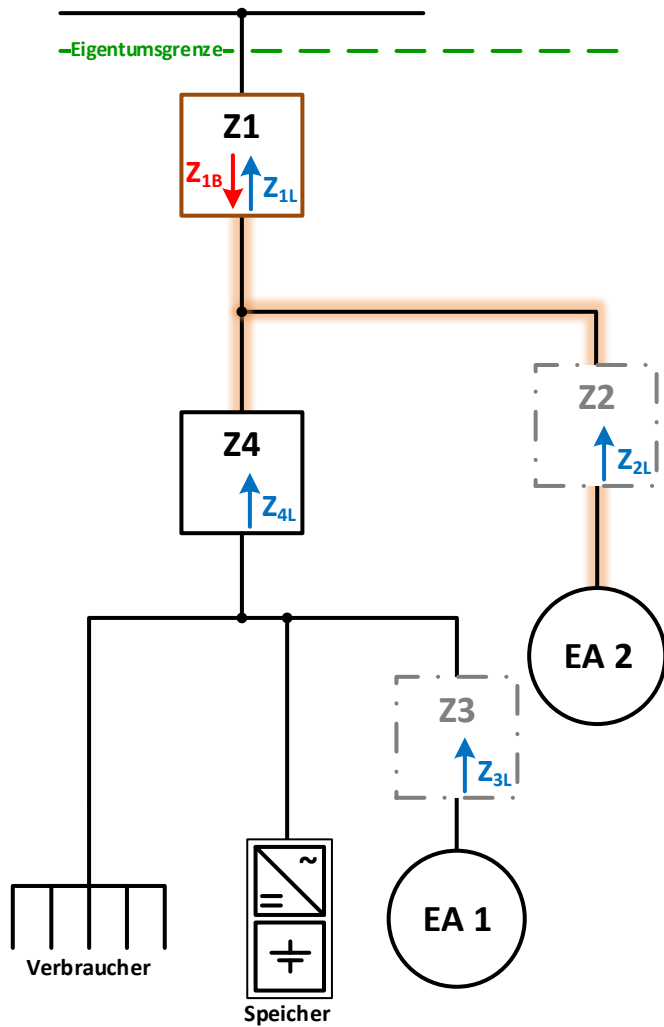 Eigentumsgrenze
Z1
Z1B
Z1L
Z2
Z2L
Z4
Z4L
EA 2
Z3
Z3L
~
EA 1
Verbraucher
Speicher